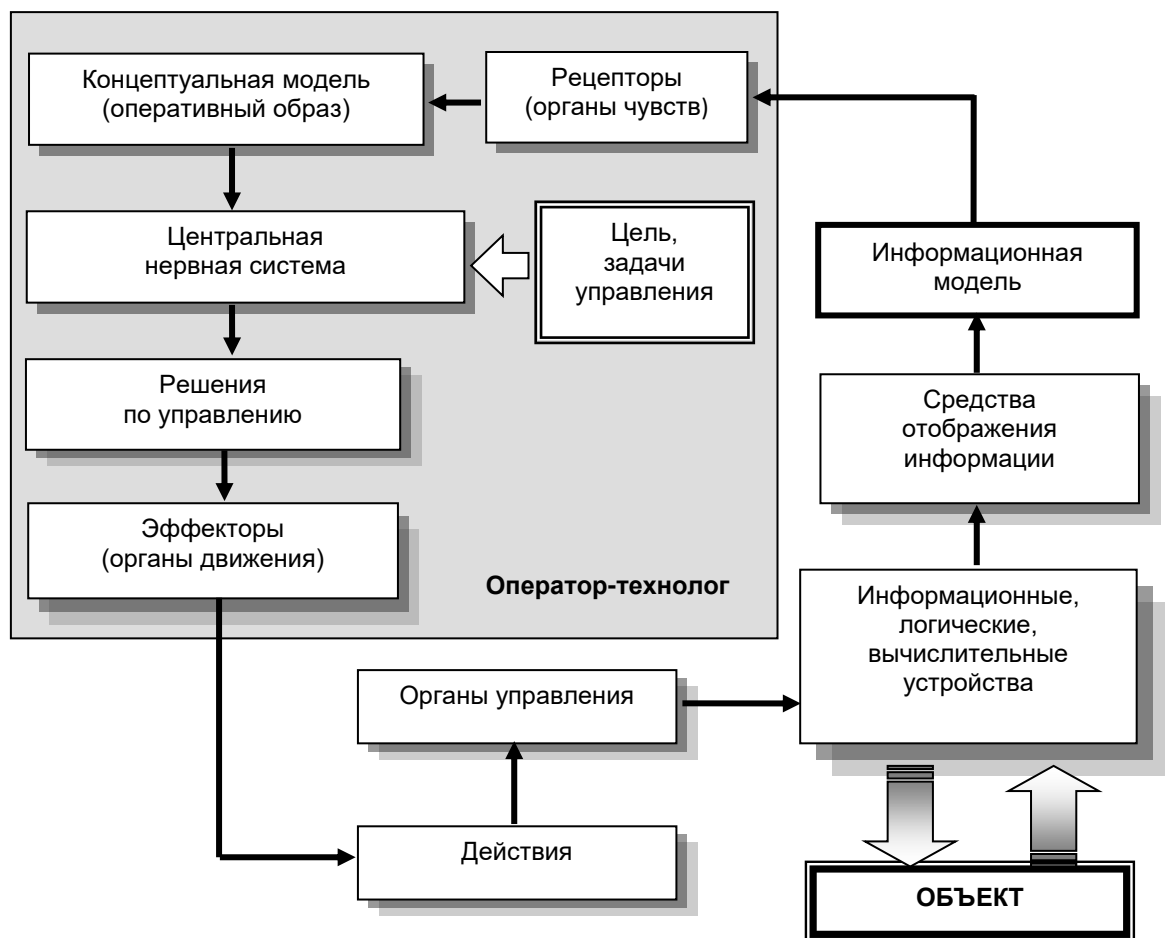 Концептуальная модель
(оперативный образ)
Рецепторы
(органы чувств)
Центральная
нервная система
Цель,
задачи
управления
Информационная
модель
Решения
по управлению
Средства
отображения
информации
Эффекторы
(органы движения)
Оператор-технолог
Информационные,
логические,
вычислительные
устройства
Органы управления
Действия
ОБЪЕКТ